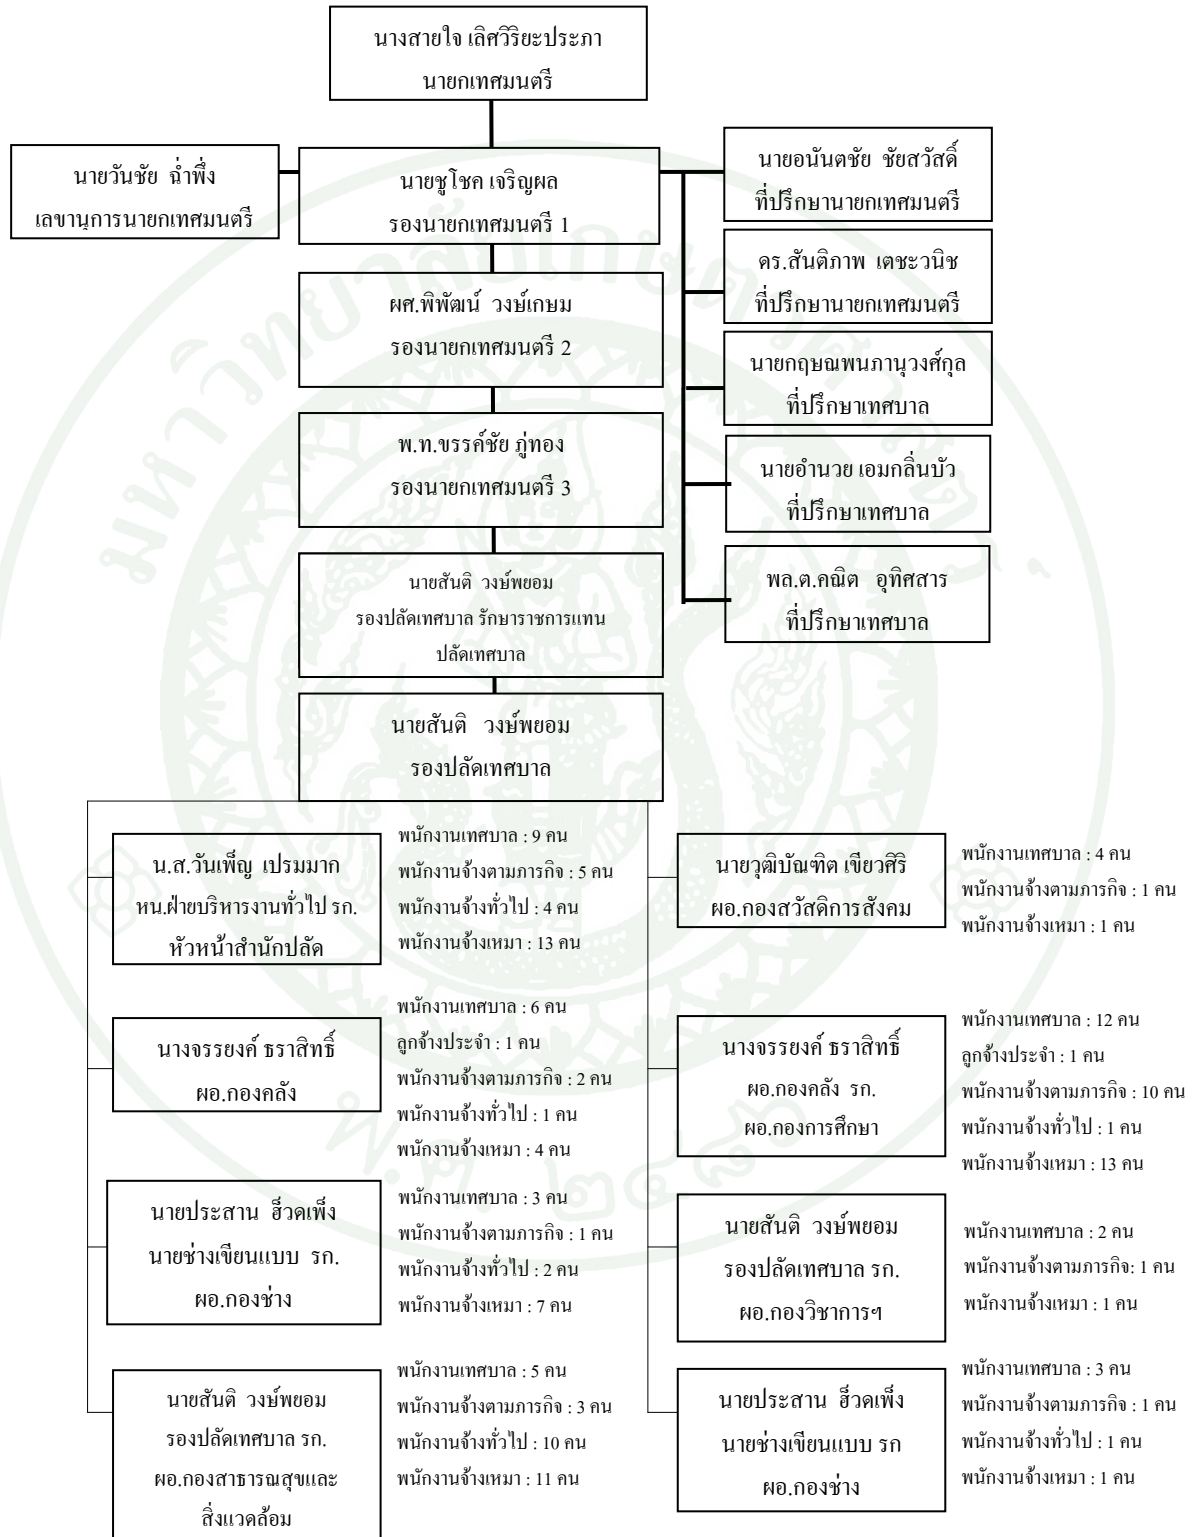 นางสายใจ เลิศวิริยะประภา
นายกเทศมนตรี
นายวันชัย ฉ่ำพึ่ง
เลขานุการนายกเทศมนตรี
นายชูโชค เจริญผล
รองนายกเทศมนตรี 1
นายอนันตชัย ชัยสวัสดิ์
ที่ปรึกษานายกเทศมนตรี
ผศ.พิพัฒน์ วงษ์เกษม
รองนายกเทศมนตรี 2
ดร.สันติภาพ เตชะวนิช
ที่ปรึกษานายกเทศมนตรี
นายกฤษณพนภานุวงศ์กุล
ที่ปรึกษาเทศบาล
พ.ท.ขรรค์ชัย ภู่ทอง
รองนายกเทศมนตรี 3
นายอำนวย เอมกลิ่นบัว
ที่ปรึกษาเทศบาล
นายสันติ วงษ์พยอม
รองปลัดเทศบาล รักษาราชการแทน
ปลัดเทศบาล
พล.ต.คณิต อุทิศสาร
ที่ปรึกษาเทศบาล
นายสันติ วงษ์พยอม
รองปลัดเทศบาล
น.ส.วันเพ็ญ เปรมมาก
หน.ฝ่ายบริหารงานทั่วไป รก.
หัวหน้าสำนักปลัด
พนักงานเทศบาล : 9 คน
พนักงานจ้างตามภารกิจ : 5 คน
พนักงานจ้างทั่วไป : 4 คน
พนักงานจ้างเหมา : 13 คน
นายวุฒิบัณฑิต เขียวศิริ
ผอ.กองสวัสดิการสังคม
พนักงานเทศบาล : 4 คน
พนักงานจ้างตามภารกิจ : 1 คน
พนักงานจ้างเหมา : 1 คน
นางจรรยงค์ ธราสิทธิ์
ผอ.กองคลัง
พนักงานเทศบาล : 6 คน
ลูกจ้างประจำ : 1 คน
พนักงานจ้างตามภารกิจ : 2 คน
พนักงานจ้างทั่วไป : 1 คน
พนักงานจ้างเหมา : 4 คน
นางจรรยงค์ ธราสิทธิ์
ผอ.กองคลัง รก.
ผอ.กองการศึกษา
พนักงานเทศบาล : 12 คน
ลูกจ้างประจำ : 1 คน
พนักงานจ้างตามภารกิจ : 10 คน
พนักงานจ้างทั่วไป : 1 คน
พนักงานจ้างเหมา : 13 คน
นายประสาน ฮ็วดเพ็ง
นายช่างเขียนแบบ รก.
ผอ.กองช่าง
พนักงานเทศบาล : 3 คน
พนักงานจ้างตามภารกิจ : 1 คน
พนักงานจ้างทั่วไป : 2 คน
พนักงานจ้างเหมา : 7 คน
นายสันติ วงษ์พยอม
รองปลัดเทศบาล รก.
ผอ.กองวิชาการฯ
พนักงานเทศบาล : 2 คน
พนักงานจ้างตามภารกิจ: 1 คน
พนักงานจ้างเหมา : 1 คน
นายสันติ วงษ์พยอม
รองปลัดเทศบาล รก.
ผอ.กองสาธารณสุขและ
สิ่งแวดล้อม
พนักงานเทศบาล : 5 คน
พนักงานจ้างตามภารกิจ : 3 คน
พนักงานจ้างทั่วไป : 10 คน
พนักงานจ้างเหมา : 11 คน
นายประสาน ฮ็วดเพ็ง
นายช่างเขียนแบบ รก
ผอ.กองช่าง
พนักงานเทศบาล : 3 คน
พนักงานจ้างตามภารกิจ : 1 คน
พนักงานจ้างทั่วไป : 1 คน
พนักงานจ้างเหมา : 1 คน
มหาวิทยาลัยเกษตรศาสตร์
พ.ศ ๒๔๘๖